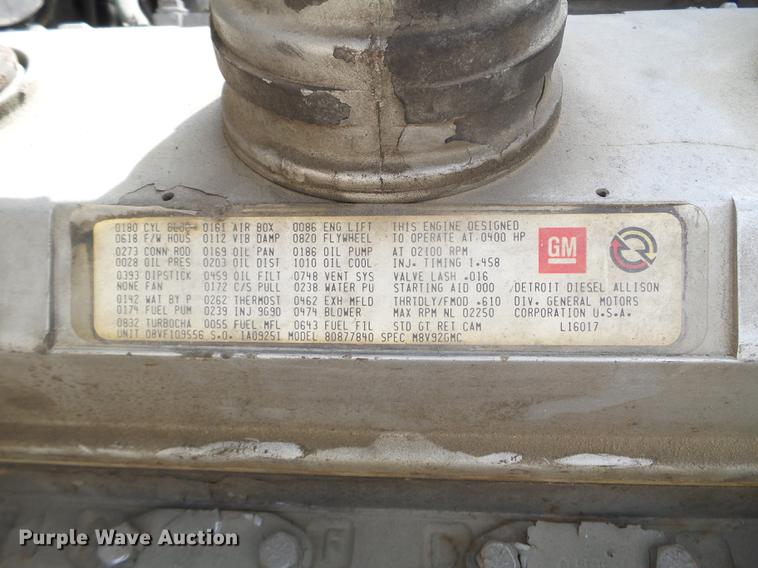 0180 CYL 0161 AIR BOX 0086 ENG LIFT THIS ENGINE DESIGNED
0618 F/W HOUS 0112 VIB DAMP 0820 FLYWHEEL TO OPERATE AT 0400 HP
0273 CONN ROD 0169 OIL PAN 0186 OIL PUMP AT 02100 RPM
0028 OIL PRES 0203 OIL DIST 1010 OIL COOL INJ. TIMING 1.458
0393 DIPSTICK 0459 OIL FILT 0748 VENT SYS VALVE LASH .016
NONE FAN 0172 C/S PULL 0238 WATER PU STARTING AID 000
0142 WAT BY P 0262 THERMOST 0462 EXH MFLD THRTDLY/FMOD .610
0174 FUEL PUM 0239 INJ 9G90 0474 BLOWER MAX RPM NL 02250
0832 TURBOCHA 0055 FUEL MFL 0643 FUEL FIL STD GT RET CAM
UNIT 08VF109556 S.O. 1A09251 MODEL 80877840 SPEC M8V92GMC
GM
DETROIT DIESEL ALLISON
DIV. GENERAL MOTORS
CORPORATION U.S.A.
L16017
Purple Wave Auction